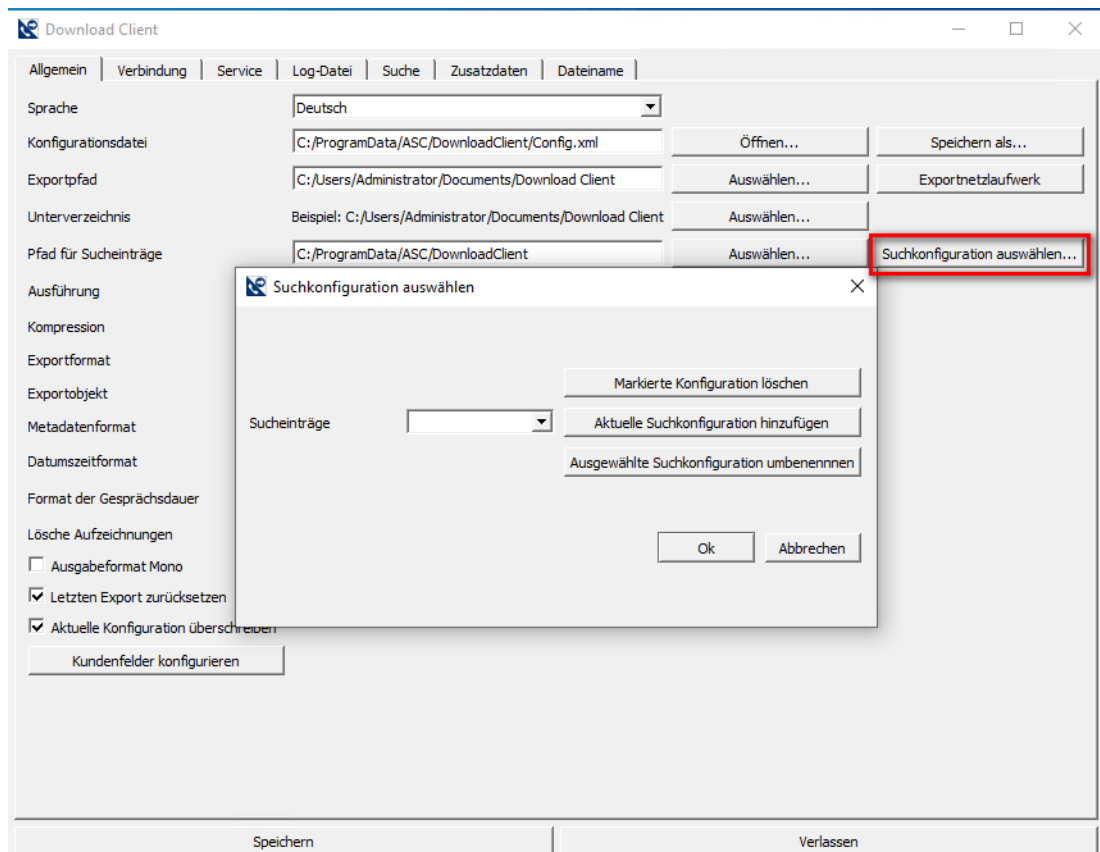 Download Client
Allgemein Verbindung Service Log-Datei Suche Zusatzdaten Dateiname
Sprache Deutsch
Konfigurationsdatei C:/ProgramData/ASC/DownloadClient/Config.xml Öffnen... Speichern als...
Exportpfad C:/Users/Administrator/Documents/Download Client Auswählen... Exportnetzlaufwerk
Unterverzeichnis Beispiel: C:/Users/Administrator/Documents/Download Client Auswählen...
Pfad für Sucheinträge C:/ProgramData/ASC/DownloadClient Auswählen... Suchkonfiguration auswählen...
Ausführung
Kompression
Exportformat
Exportobjekt
Metadatenformat
Datumszeitformat
Format der Gesprächsdauer
Lösche Aufzeichnungen
Ausgabeformat Mono
Letzten Export zurücksetzen
Aktuelle Konfiguration überschreiben
Kundenfelder konfigurieren
Suchkonfiguration auswählen
Markierte Konfiguration löschen
Sucheinträge Aktuelle Suchkonfiguration hinzufügen
Ausgewählte Suchkonfiguration umbenennnen
Ok Abbrechen
Speichern Verlassen